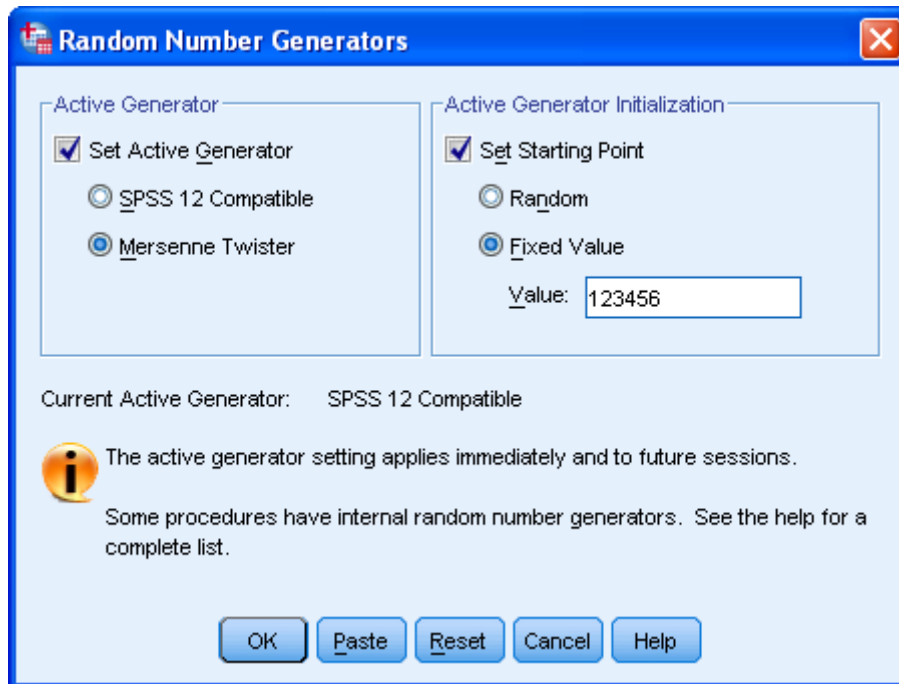 Random Number Generators
Active Generator
Set Active Generator
SPSS 12 Compatible
Mersenne Twister
Active Generator Initialization
Set Starting Point
Random
Fixed Value
Value: 123456
Current Active Generator: SPSS 12 Compatible
The active generator setting applies immediately and to future sessions.
Some procedures have internal random number generators. See the help for a
complete list.
OK Paste Reset Cancel Help